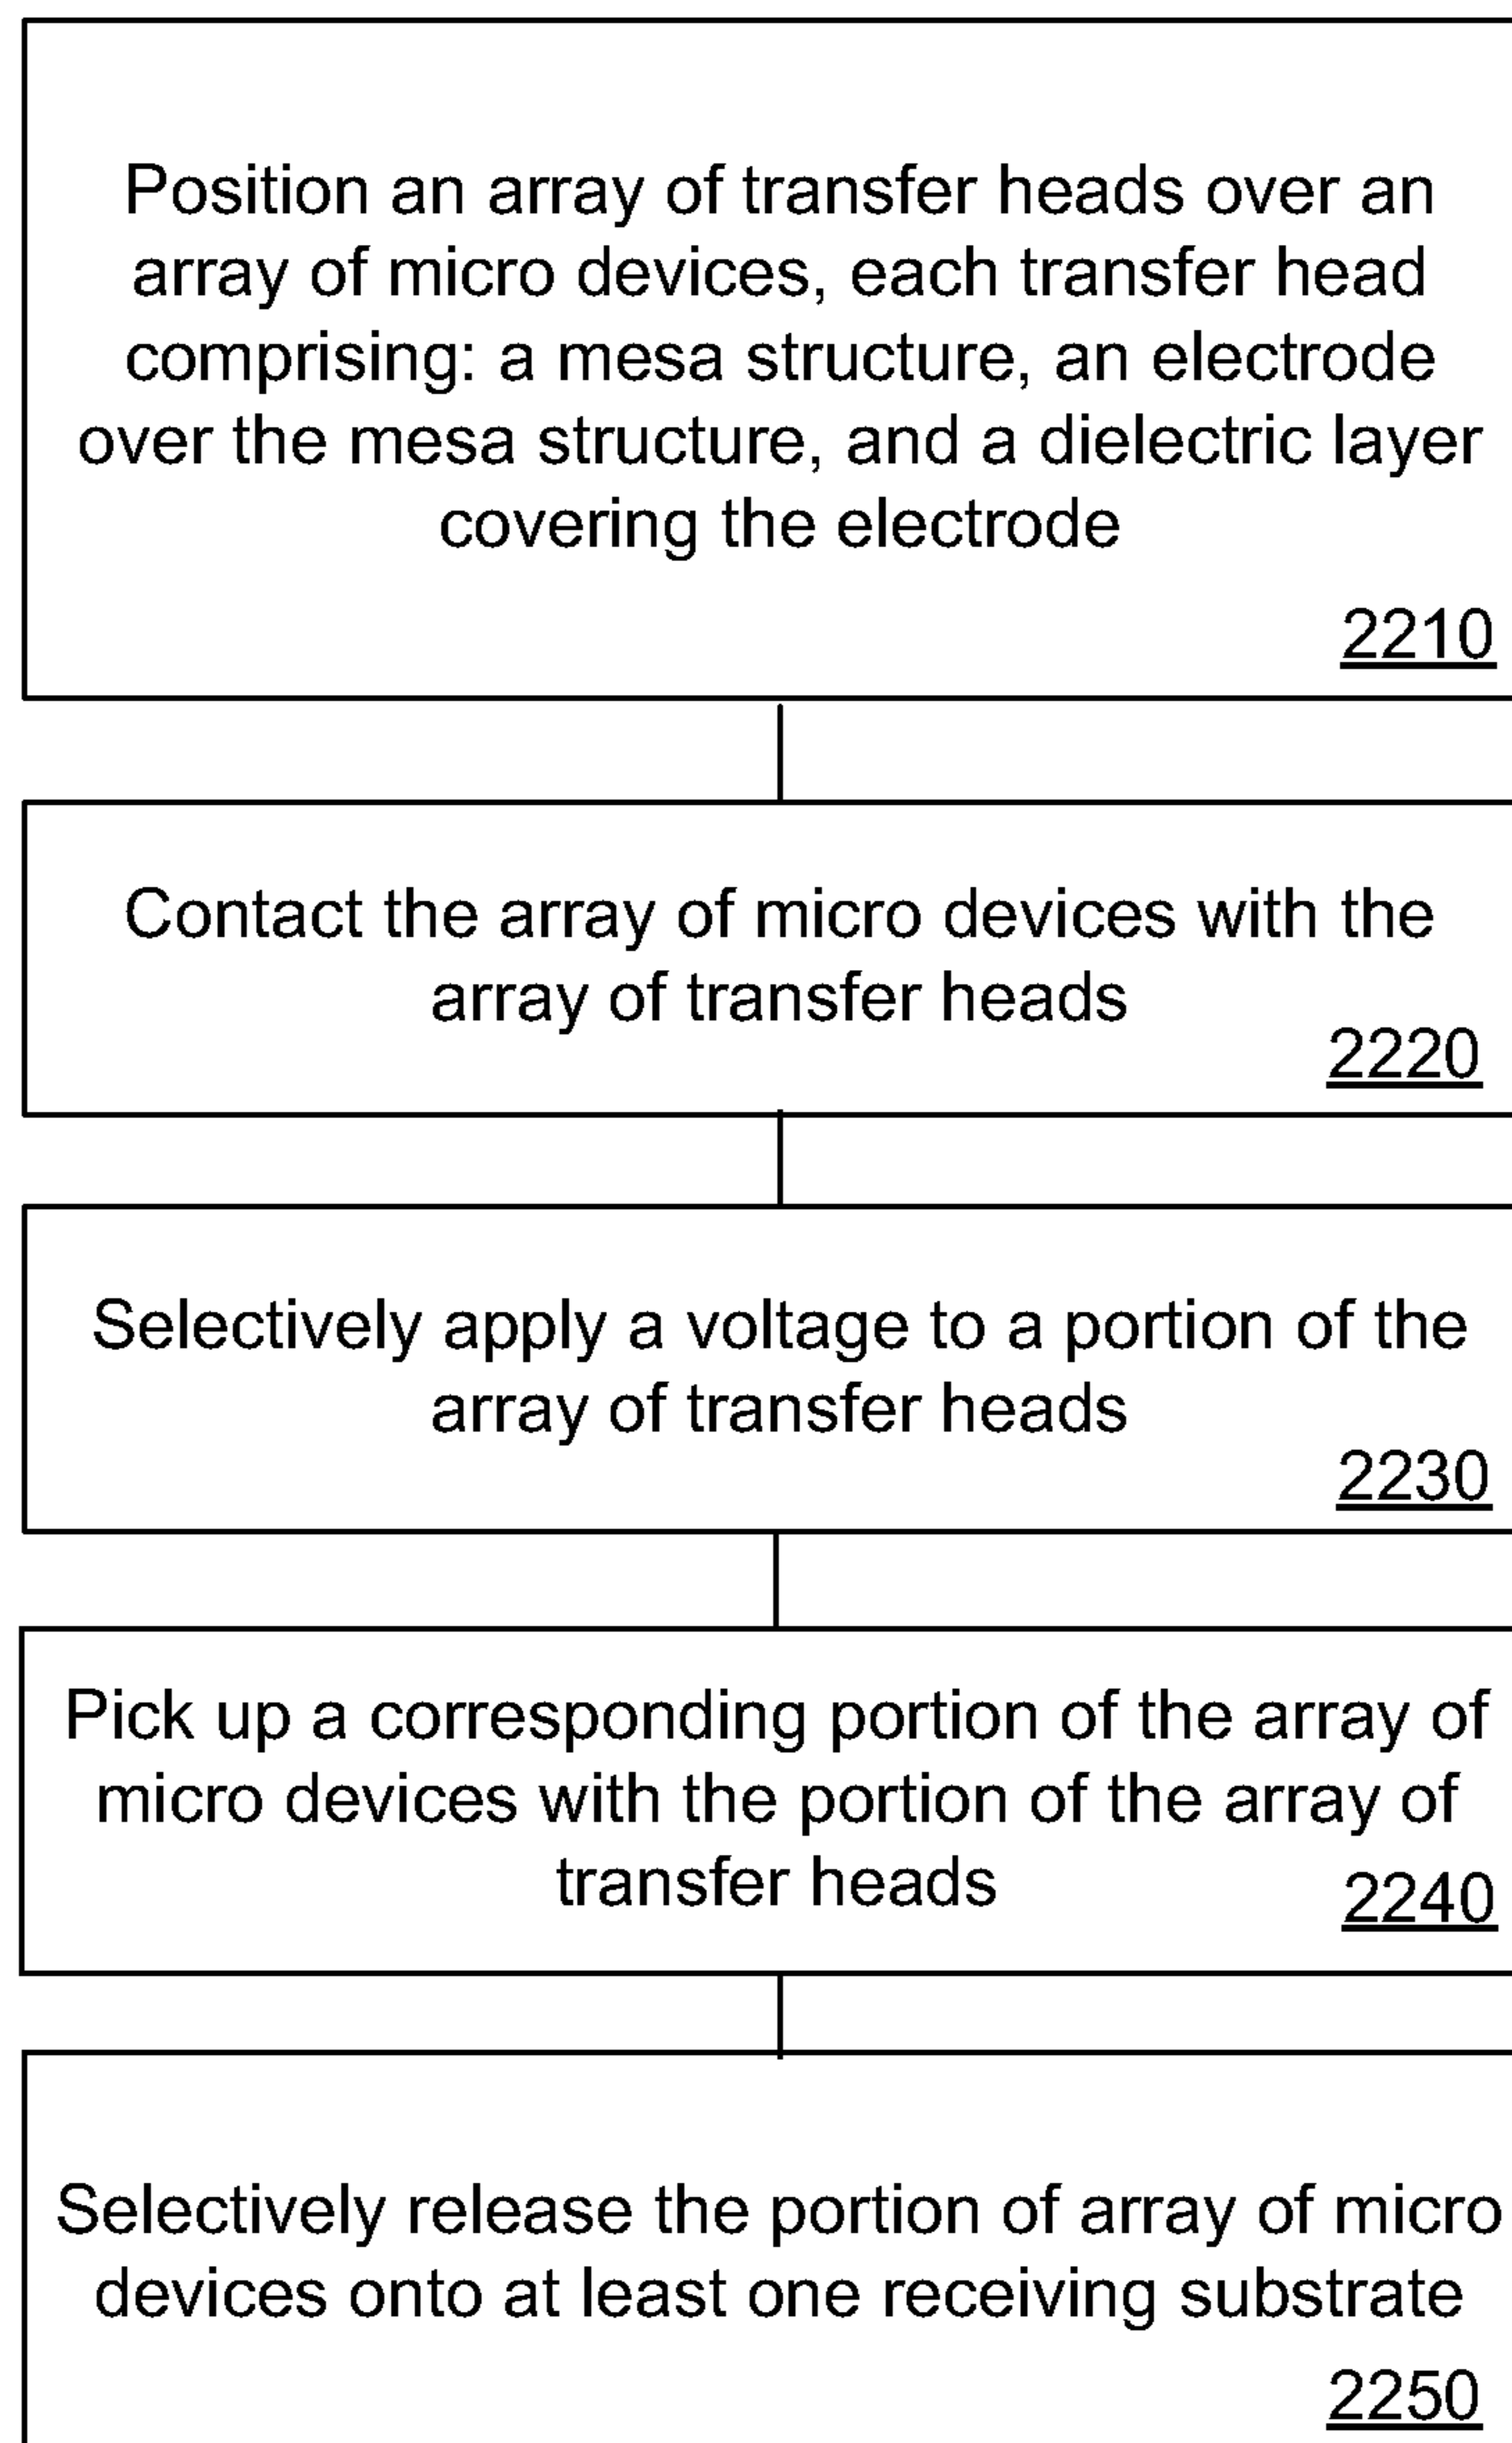 Position an array of transfer heads over an
array of micro devices, each transfer head
comprising: a mesa structure, an electrode
over the mesa structure, and a dielectric layer
covering the electrode
2210
Contact the array of micro devices with the
array of transfer heads
2220
Selectively apply a voltage to a portion of the
array of transfer heads
2230
Pick up a corresponding portion of the array of
micro devices with the portion of the array of
transfer heads
2240
Selectively release the portion of array of micro
devices onto at least one receiving substrate
2250